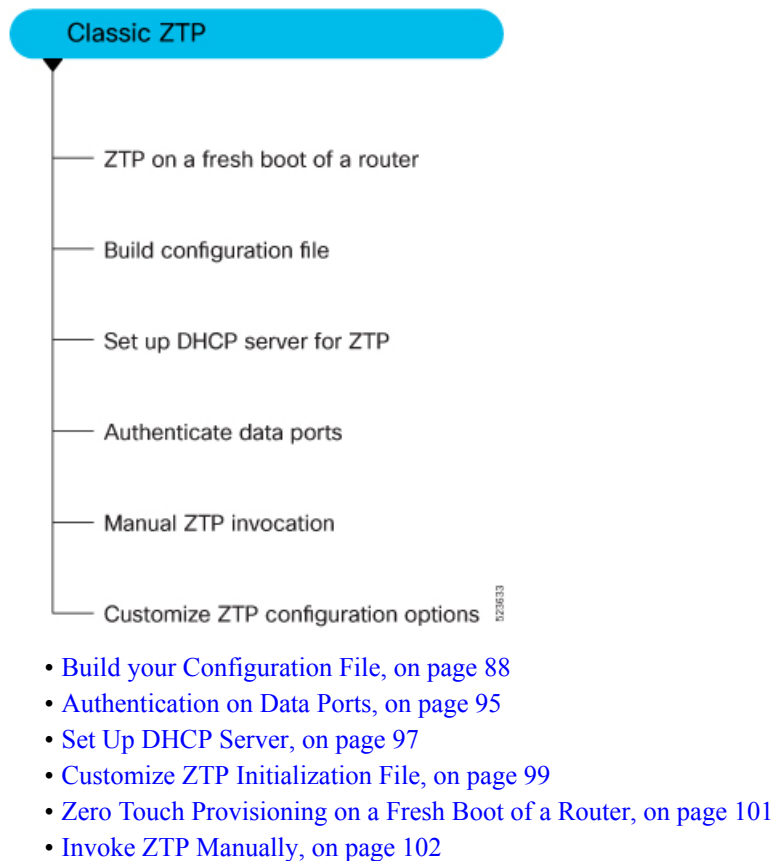 Classic ZTP
ZTP on a fresh boot of a router
Build configuration file
Set up DHCP server for ZTP
Authenticate data ports
Manual ZTP invocation
Customize ZTP configuration options
523633
• Build your Configuration File, on page 88
• Authentication on Data Ports, on page 95
• Set Up DHCP Server, on page 97
• Customize ZTP Initialization File, on page 99
• Zero Touch Provisioning on a Fresh Boot of a Router, on page 101
• Invoke ZTP Manually, on page 102